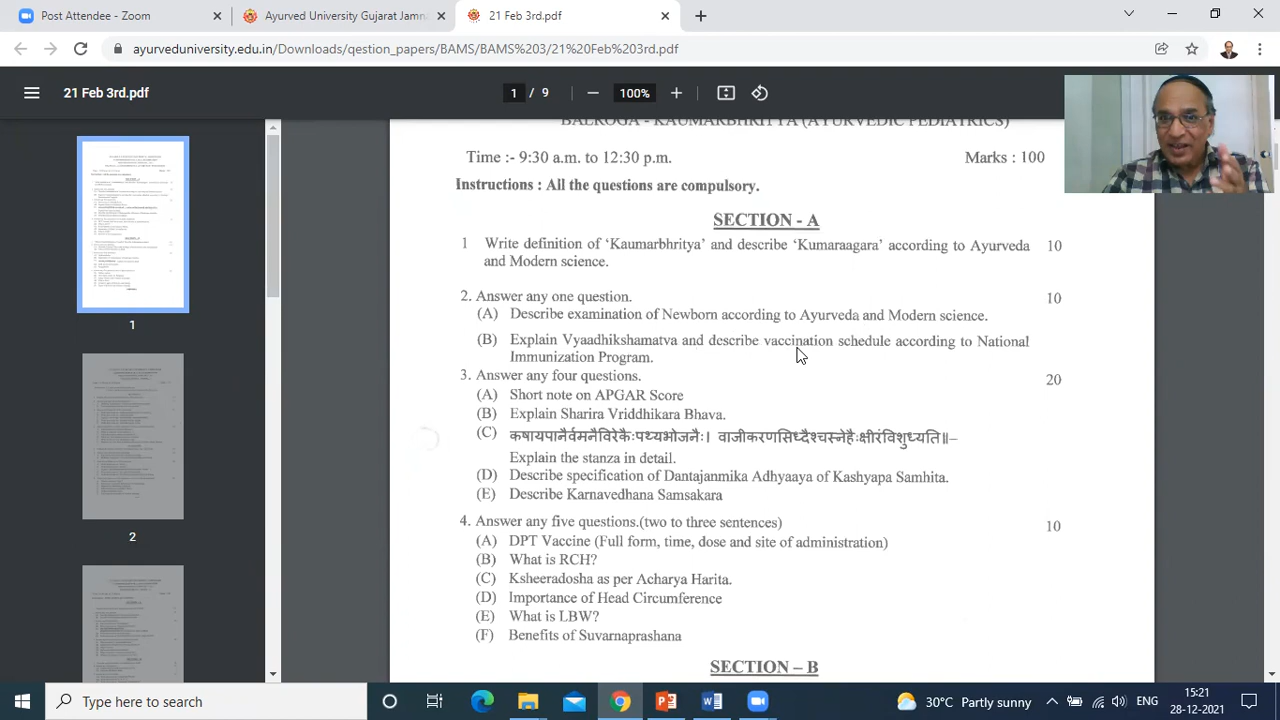 Post Attendee - Zoom
Ayurved University Gujarat Jamna
21 Feb 3rd.pdf
ayurveduniversity.edu.in/Downloads/qestion_papers/BAMS/BAMS%203/21%20Feb%203rd.pdf
21 Feb 3rd.pdf
1 / 9
100%
BALROGA - KAUMARBHRITYA (AYURVEDIC PEDIATRICS)
Time :- 9:30 a.m. to 12:30 p.m.
Marks : 100
Instructions: All the questions are compulsory.
SECTION - A
1. Write definition of ‘Kaumarbhritya’ and describe ‘Kumaraagara’ according to Ayurveda 10
and Modern science.
2. Answer any one question. 10
(A) Describe examination of Newborn according to Ayurveda and Modern science.
(B) Explain Vyaadhikshamatva and describe vaccination schedule according to National
Immunization Program.
3. Answer any four questions. 20
(A) Short note on APGAR Score
(B) Explain Sharira Vriddhikara Bhava.
(C) कषायपानैर्वमनैविरेकैःपथ्यभोजनैः। वाजीकरणसिध्दैश्चस्नेहैःक्षीरंविशुध्यति॥–
Explain the stanza in detail.
(D) Describe specification of Dantajanmika Adhyaaya of Kashyapa Samhita.
(E) Describe Karnavedhana Samsakara
4. Answer any five questions.(two to three sentences) 10
(A) DPT Vaccine (Full form, time, dose and site of administration)
(B) What is RCH?
(C) Ksheeradosha as per Acharya Harita.
(D) Importance of Head Circumference
(E) What is LBW?
(F) Benefits of Suvarnaprashana
SECTION – B
1
2
Type here to search
30°C Partly sunny
ENG
15:21
28-12-2021